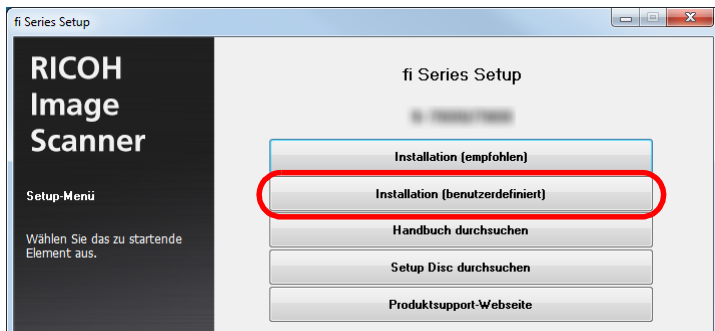 fi Series Setup
RICOH
Image
Scanner
Setup-Menü
Wählen Sie das zu startende
Element aus.
fi Series Setup
Installation (empfohlen)
Installation (benutzerdefiniert)
Handbuch durchsuchen
Setup Disc durchsuchen
Produktsupport-Webseite